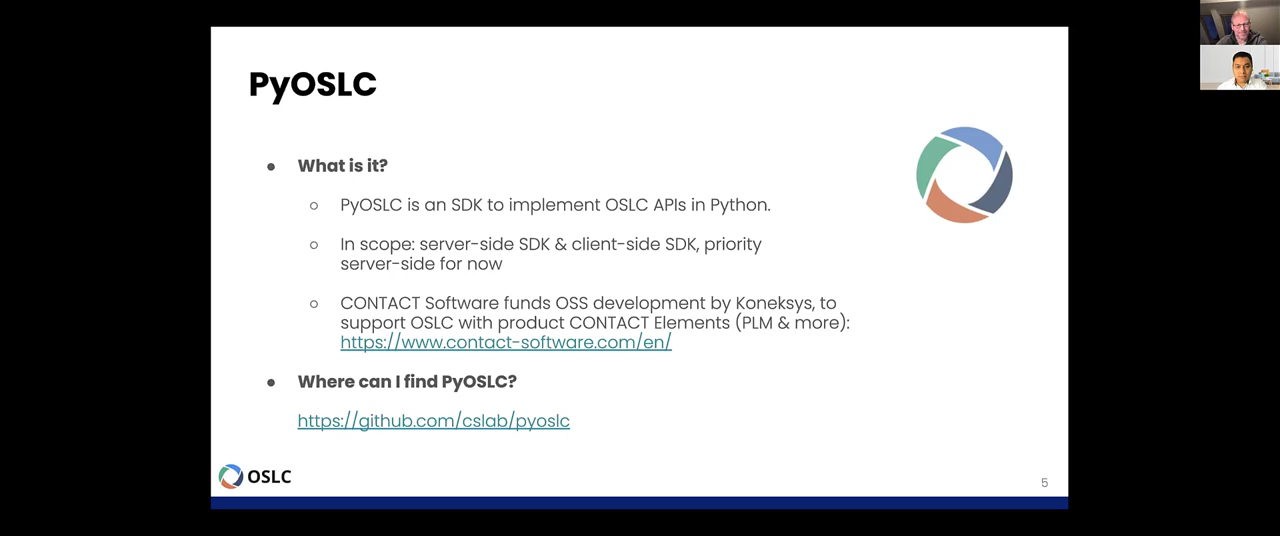 PyOSLC
● What is it?
○ PyOSLC is an SDK to implement OSLC APIs in Python.
○ In scope: server-side SDK & client-side SDK, priority
server-side for now
○ CONTACT Software funds OSS development by Koneksys, to
support OSLC with product CONTACT Elements (PLM & more):
https://www.contact-software.com/en/
● Where can I find PyOSLC?
https://github.com/cslab/pyoslc
OSLC
5